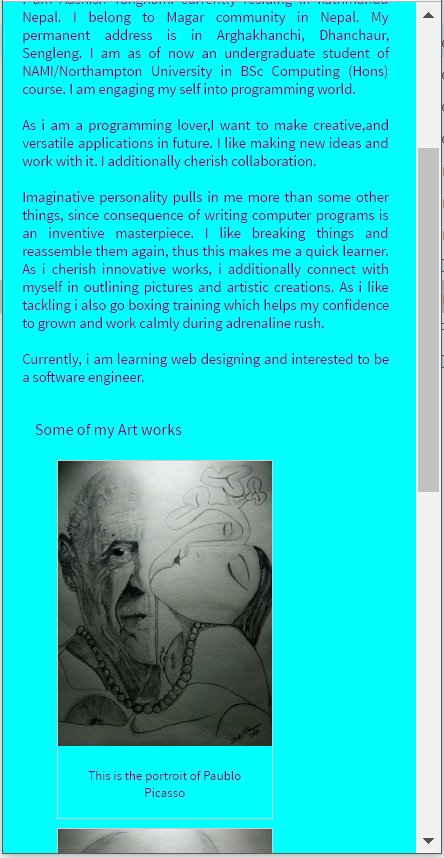 Nepal. I belong to Magar community in Nepal. My
permanent address is in Arghakhanchi, Dhanchaur,
Sengleng. I am as of now an undergraduate student of
NAMI/Northampton University in BSc Computing (Hons)
course. I am engaging my self into programming world.
As i am a programming lover,I want to make creative,and
versatile applications in future. I like making new ideas and
work with it. I additionally cherish collaboration.
Imaginative personality pulls in me more than some other
things, since consequence of writing computer programs is
an inventive masterpiece. I like breaking things and
reassemble them again, thus this makes me a quick learner.
As i cherish innovative works, i additionally connect with
myself in outlining pictures and artistic creations. As i like
tackling i also go boxing training which helps my confidence
to grown and work calmly during adrenaline rush.
Currently, i am learning web designing and interested to be
a software engineer.
Some of my Art works
This is the portroit of Paublo
Picasso